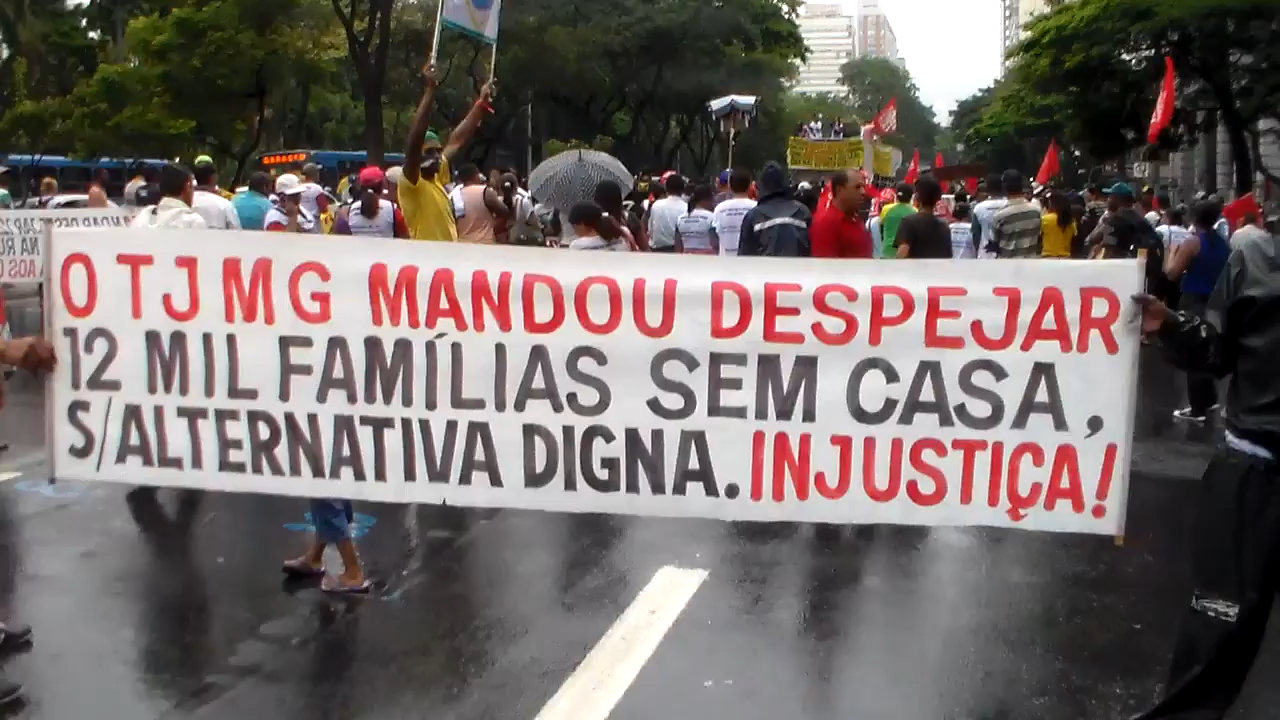 O TJMG MANDOU DESPEJAR
12 MIL FAMÍLIAS SEM CASA,
S/ALTERNATIVA DIGNA. INJUSTIÇA!